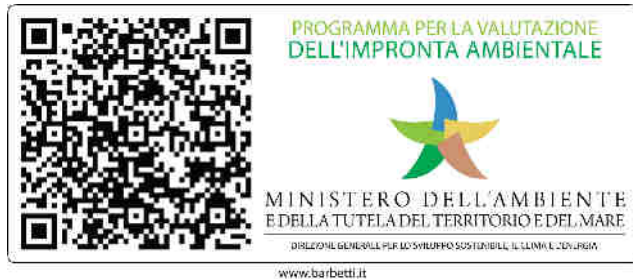 PROGRAMMA PER LA VALUTAZIONE
DELL'IMPRONTA AMBIENTALE
MINISTERO DELL'AMBIENTE
E DELLA TUTELA DEL TERRITORIO E DEL MARE
DIREZIONE GENERALE PER LO SVILUPPO SOSTENIBILE, IL CLIMA E L'ENERGIA
www.barbetti.it